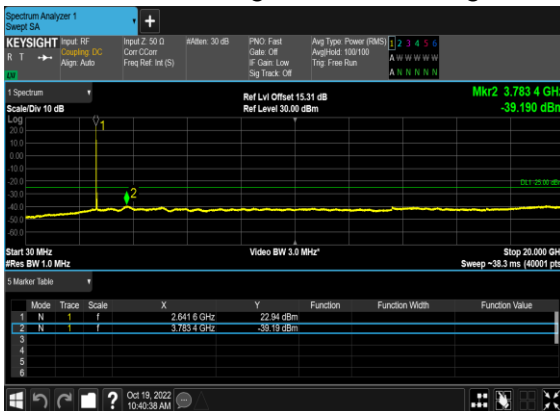 Spectrum Analyzer 1
Swept SA
+
KEYSIGHT Input: RF Input Z: 50 Ω #Atten: 30 dB PNO: Fast Avg Type: Power (RMS) 1 2 3 4 5 6
R T Coupling: DC Corr CCorr Gate: Off Avg|Hold: 100/100 A W W W W W
Align: Auto Freq Ref: Int (S) IF Gain: Low Trig: Free Run
LV Sig Track: Off A N N N N N
1 Spectrum Ref Lvl Offset 15.31 dB Mkr2 3.783 4 GHz
Scale/Div 10 dB Ref Level 30.00 dBm -39.190 dBm
Log
20.0
10.0
0.00
-10.0
-20.0
-30.0
-40.0
-50.0
-60.0
1
2
DL1 -25.00 dBm
Start 30 MHz Video BW 3.0 MHz* Stop 20.000 GHz
#Res BW 1.0 MHz Sweep ~38.3 ms (40001 pts)
5 Marker Table
Mode Trace Scale X Y Function Function Width Function Value
1 N 1 f 2.641 6 GHz 22.94 dBm
2 N 1 f 3.783 4 GHz -39.19 dBm
3
4
5
6
? Oct 19, 2022
10:40:38 AM